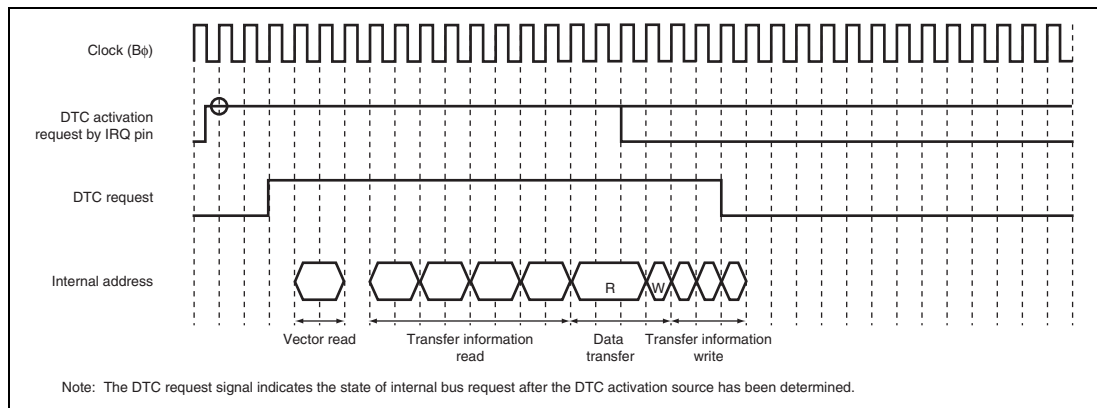 Clock (Bϕ)
DTC activation
request by IRQ pin
DTC request
Internal address
R
W
Vector read
Transfer information
read
Data
transfer
Transfer information
write
Note: The DTC request signal indicates the state of internal bus request after the DTC activation source has been determined.